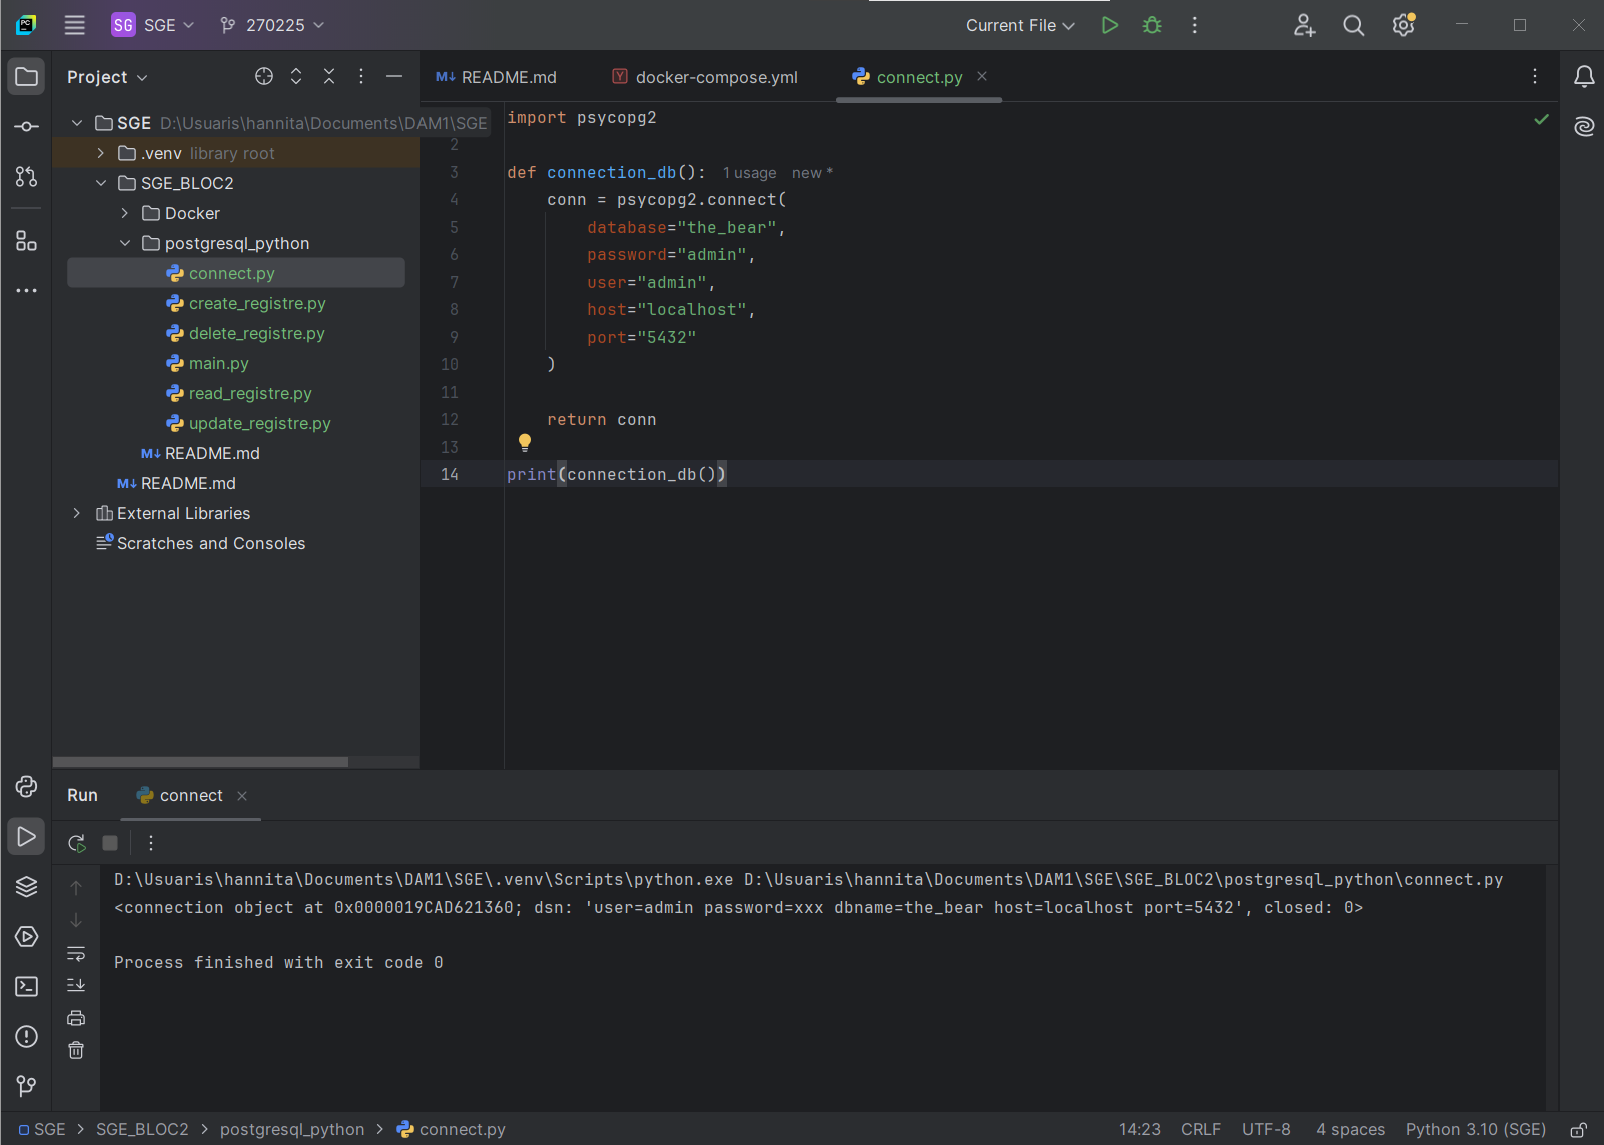 SG SGE 270225 Current File
Project
README.md docker-compose.yml connect.py
SGE D:\Usuaris\hannita\Documents\DAM1\SGE
.venv library root
SGE_BLOC2
Docker
postgresql_python
connect.py
create_registre.py
delete_registre.py
main.py
read_registre.py
update_registre.py
M↓ README.md
M↓ README.md
External Libraries
Scratches and Consoles
import psycopg2
2
3 def connection_db(): 1 usage new *
4 conn = psycopg2.connect(
5 database="the_bear",
6 password="admin",
7 user="admin",
8 host="localhost",
9 port="5432"
10 )
11
12 return conn
13
14 print(connection_db())
Run connect
D:\Usuaris\hannita\Documents\DAM1\SGE\.venv\Scripts\python.exe D:\Usuaris\hannita\Documents\DAM1\SGE\SGE_BLOC2\postgresql_python\connect.py
<connection object at 0x0000019CAD621360; dsn: 'user=admin password=xxx dbname=the_bear host=localhost port=5432', closed: 0>
Process finished with exit code 0
SGE > SGE_BLOC2 > postgresql_python > connect.py 14:23 CRLF UTF-8 4 spaces Python 3.10 (SGE)